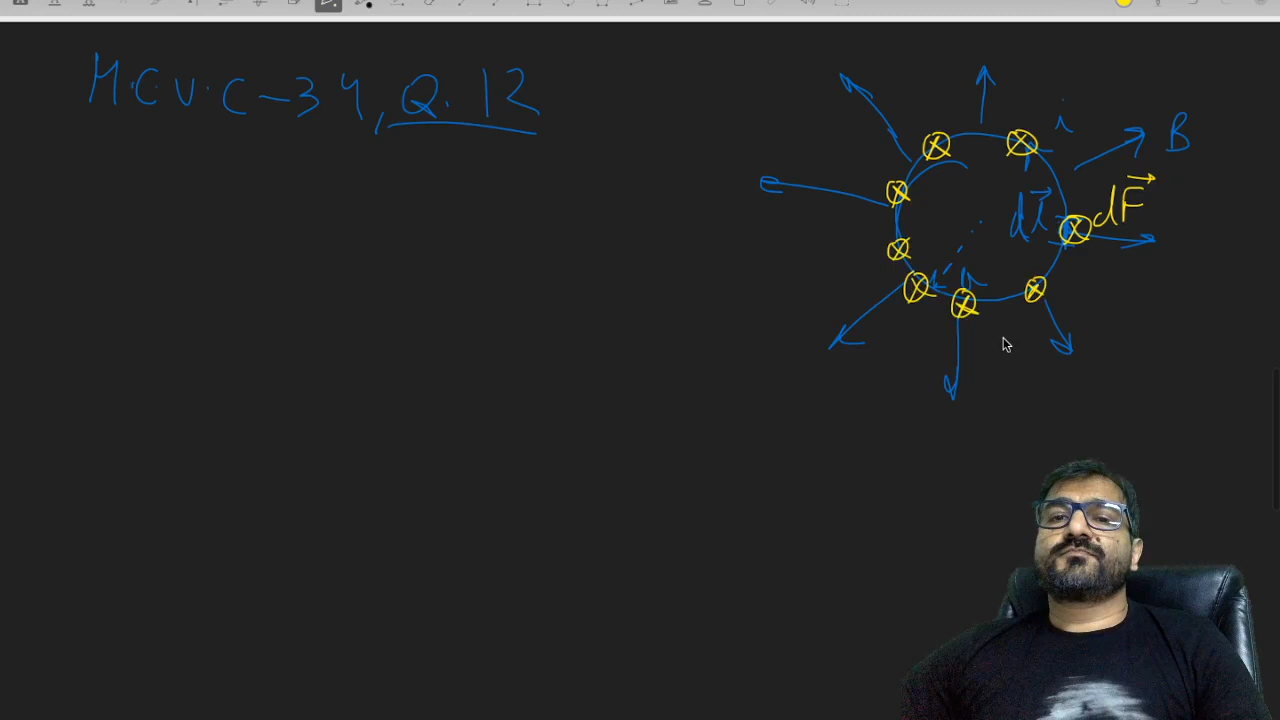 H.C.V. C-34, Q. 12
i
B
dF⃗
dl⃗
r